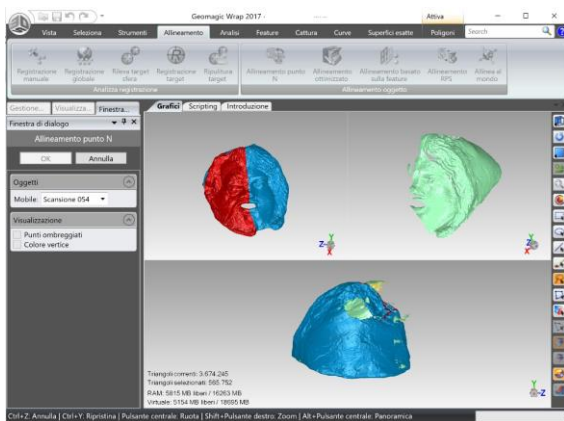 Geomagic Wrap 2017 -
Attiva
Vista Seleziona Strumenti Allineamento Analisi Feature Cattura Curve Superfici esatte Poligoni Search
Registrazione manuale
Registrazione globale
Rileva target sfera
Registrazione target
Ripulitura target
Allineamento punto N
Allineamento ottimizzato
Allineamento basato sulla feature
Allineamento RPS
Allinea al mondo
Analizza registrazione
Allineamento oggetto
Gestione... Visualizza... Finestra...
Grafici Scripting Introduzione
Finestra di dialogo
Allineamento punto N
OK Annulla
Oggetti
Mobile: Scansione 054
Visualizzazione
Punti ombreggiati
Colore vertice
Z Y X
Y
Triangoli correnti: 3.674.245
Triangoli selezionati: 565.752
RAM: 5815 MB liberi / 16263 MB
Virtuale: 5154 MB liberi / 18695 MB
Y Z
Ctrl+Z: Annulla | Ctrl+Y: Ripristina | Pulsante centrale: Ruota | Shift+Pulsante destro: Zoom | Alt+Pulsante centrale: Panoramica